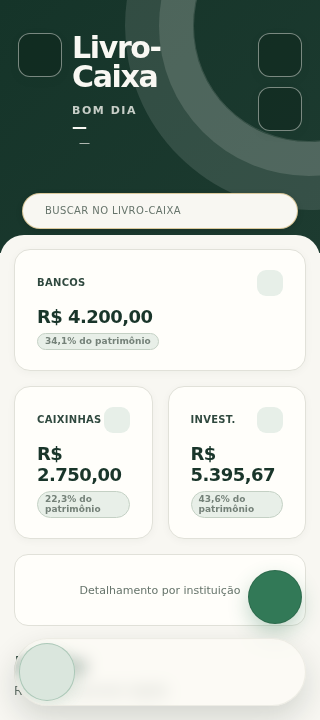 Livro-
Caixa
BOM DIA
—
—
BUSCAR NO LIVRO-CAIXA
BANCOS
R$ 4.200,00
34,1% do patrimônio
CAIXINHAS
R$
2.750,00
22,3% do
patrimônio
INVEST.
R$
5.395,67
43,6% do
patrimônio
Detalhamento por instituição